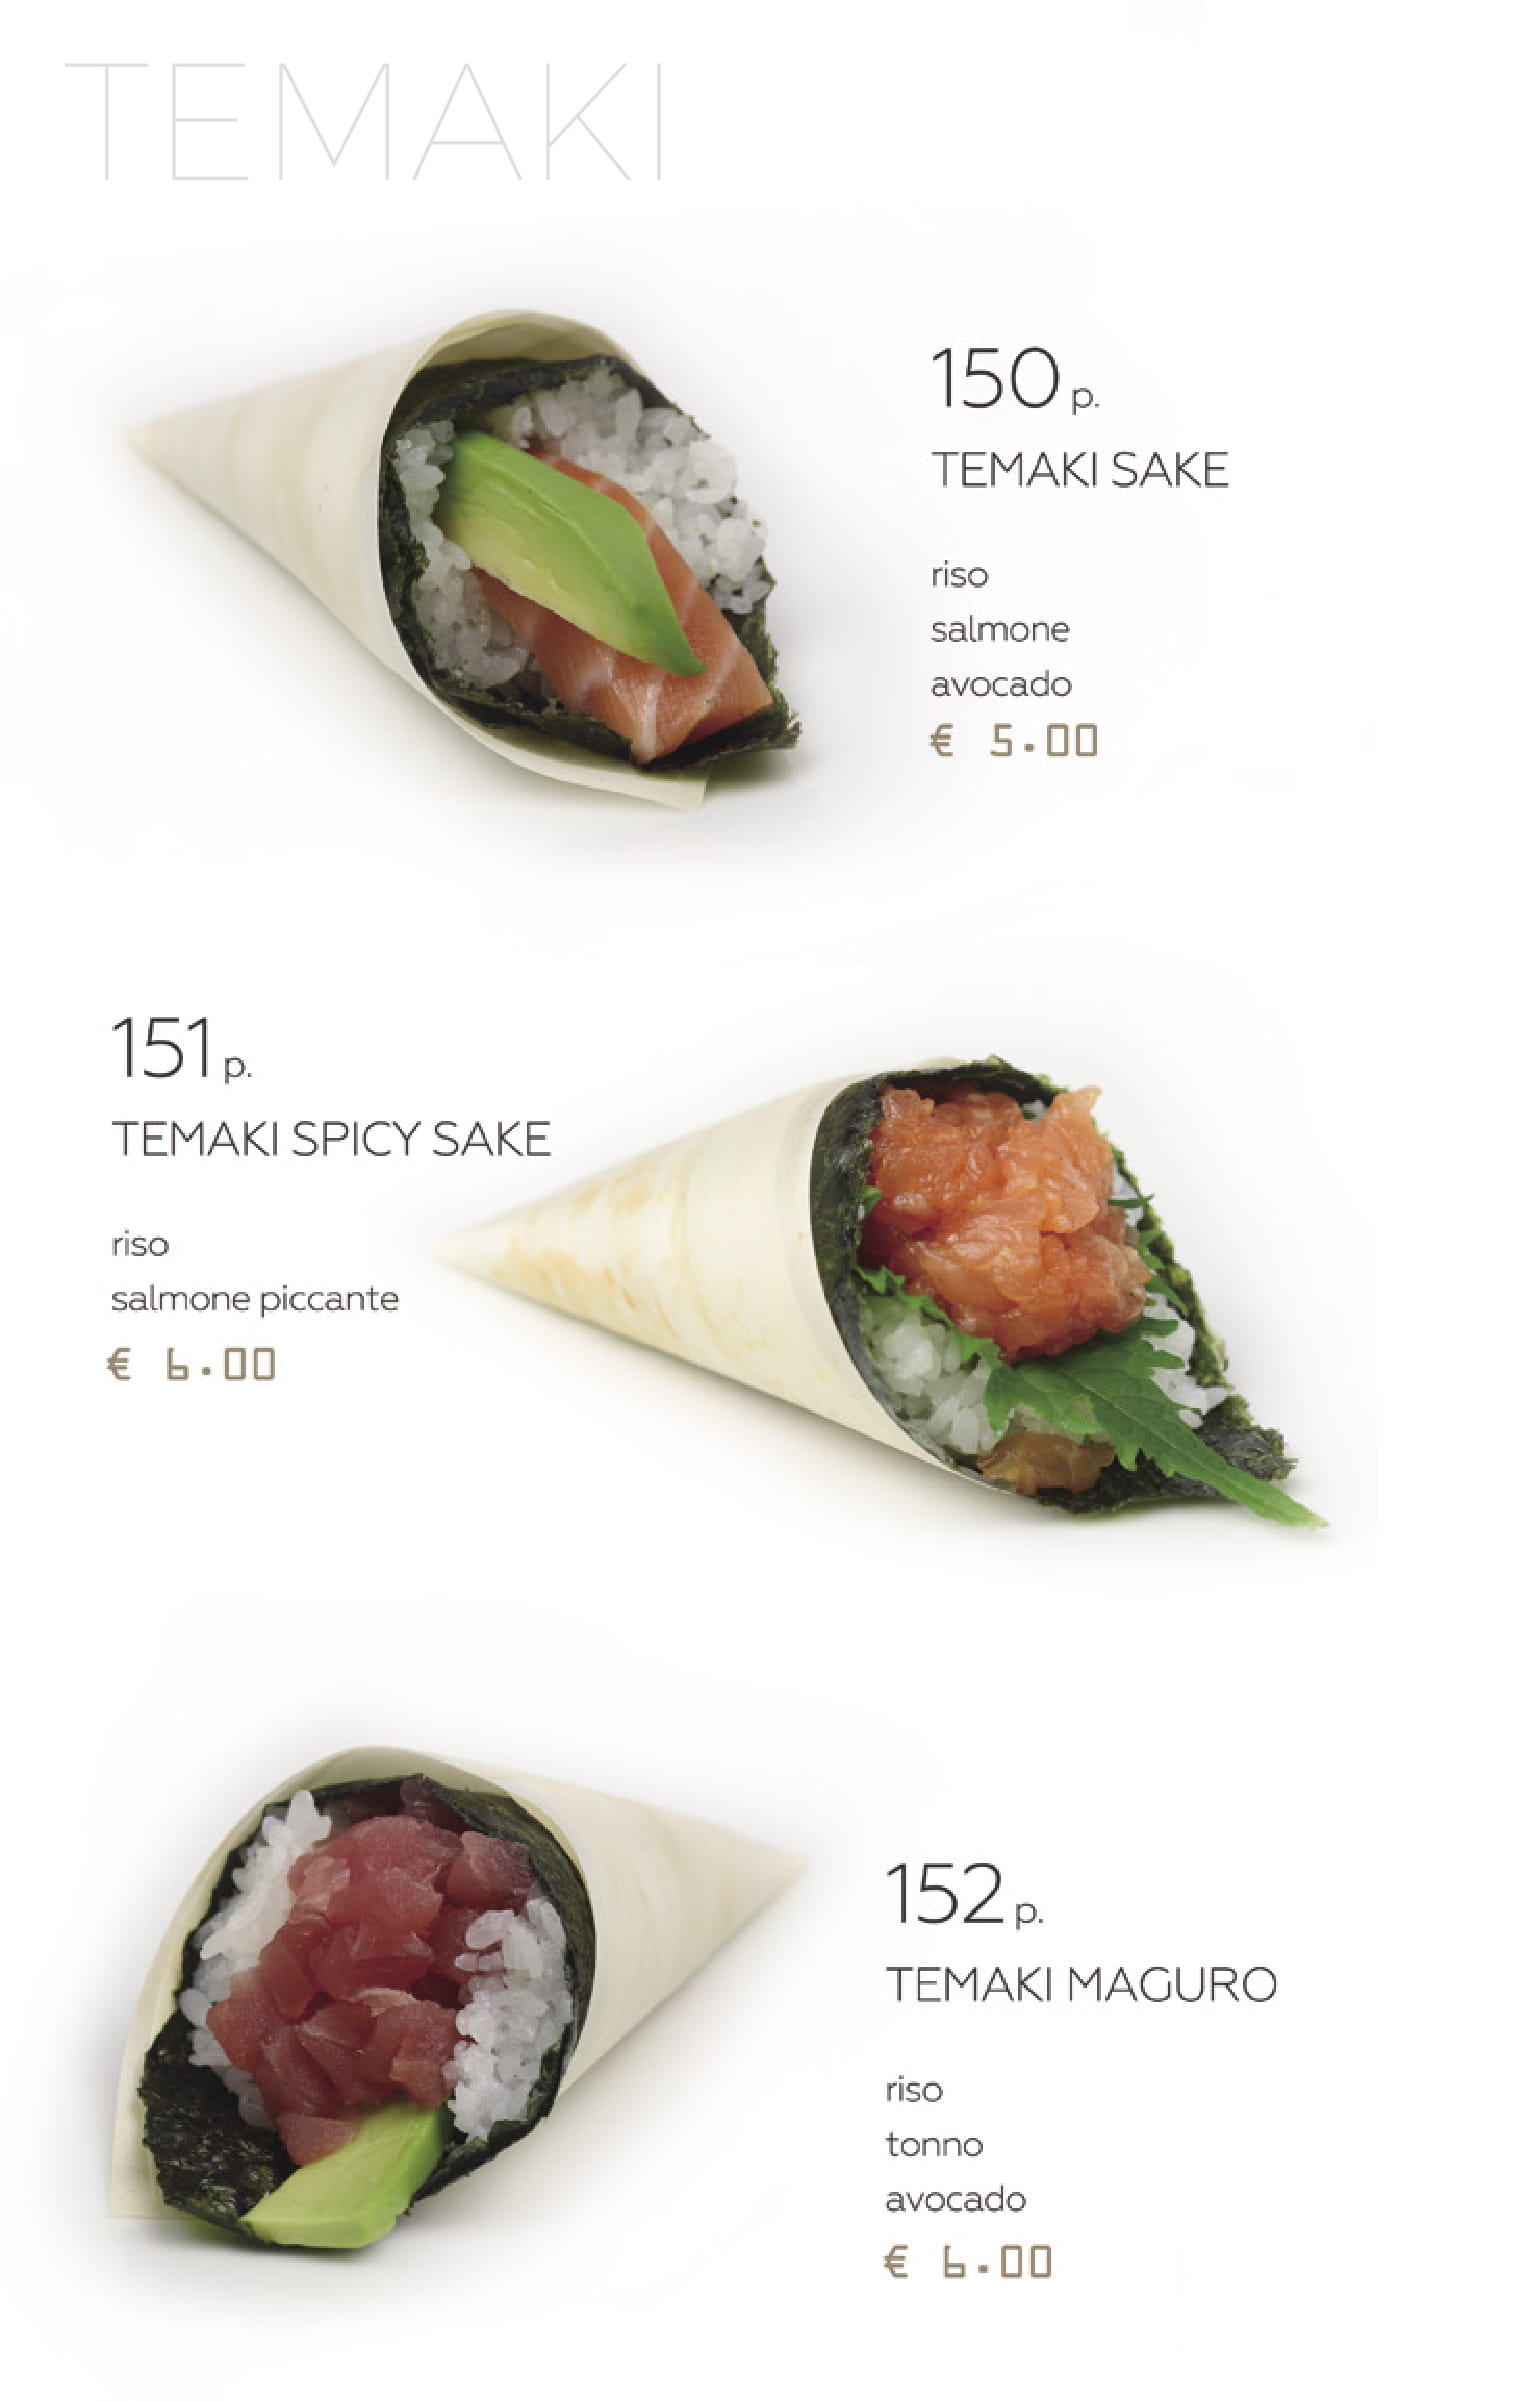 TEMAKI
150 p.
TEMAKI SAKE
riso
salmone
avocado
€ 5.00
151 p.
TEMAKI SPICY SAKE
riso
salmone piccante
€ 6.00
152 p.
TEMAKI MAGURO
riso
tonno
avocado
€ 6.00